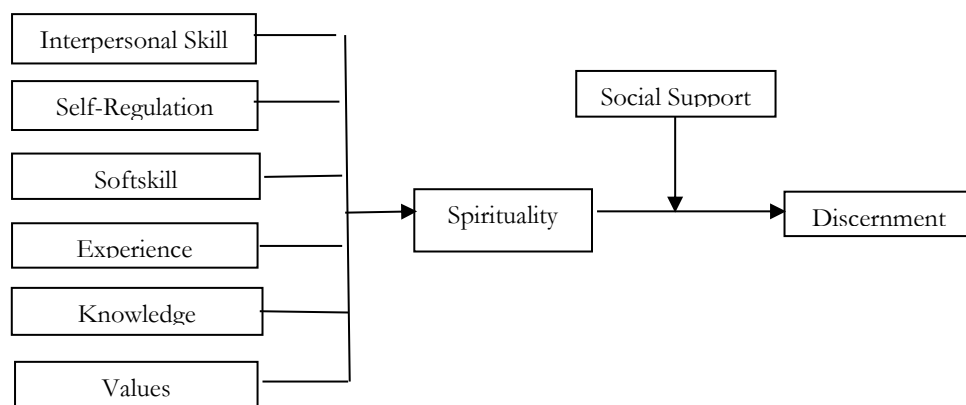 Interpersonal Skill
Self-Regulation
Softskill
Experience
Knowledge
Values
Spirituality
Social Support
Discernment